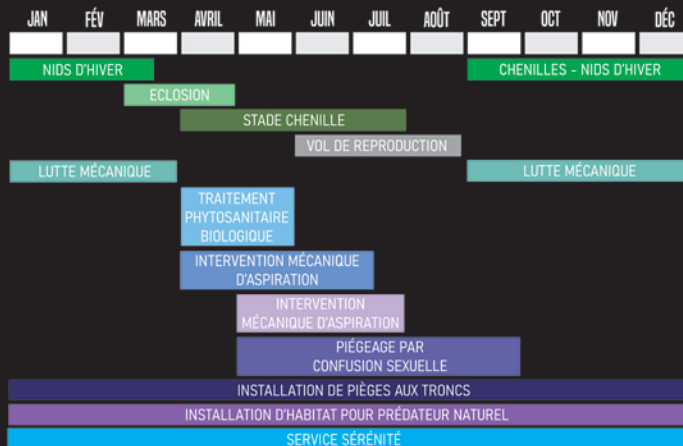 JAN FÉV MARS AVRIL MAI JUIN JUIL AOÛT SEPT OCT NOV DÉC
NIDS D'HIVER
CHENILLES - NIDS D'HIVER
ECLOSION
STADE CHENILLE
VOL DE REPRODUCTION
LUTTE MÉCANIQUE
LUTTE MÉCANIQUE
TRAITEMENT
PHYTOSANITAIRE
BIOLOGIQUE
INTERVENTION MÉCANIQUE
D'ASPIRATION
INTERVENTION
MÉCANIQUE D'ASPIRATION
PIÉGEAGE PAR
CONFUSION SEXUELLE
INSTALLATION DE PIÈGES AUX TRONCS
INSTALLATION D'HABITAT POUR PRÉDATEUR NATUREL
SERVICE SÉRÉNITÉ